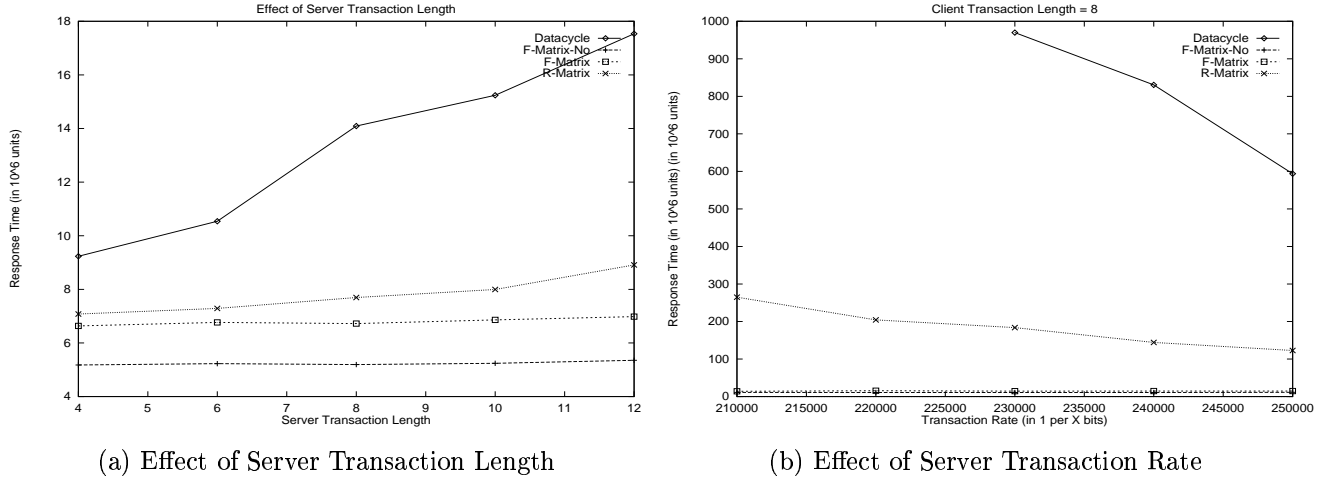 Effect of Server Transaction Length
Response Time (in 10^6 units)
18
16
14
12
10
8
6
4
Datacycle
F-Matrix-No
F-Matrix
R-Matrix
4 5 6 7 8 9 10 11 12
Server Transaction Length
(a) Effect of Server Transaction Length
Client Transaction Length = 8
Response Time (in 10^6 units) (in 10^6 units)
1000
900
800
700
600
500
400
300
200
100
0
Datacycle
F-Matrix-No
F-Matrix
R-Matrix
210000 215000 220000 225000 230000 235000 240000 245000 250000
Transaction Rate (in 1 per X bits)
(b) Effect of Server Transaction Rate